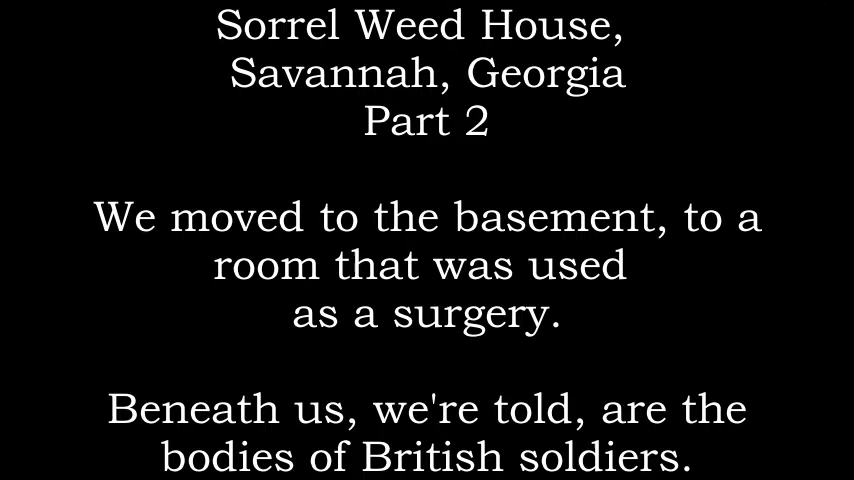 Sorrel Weed House,
Savannah, Georgia
Part 2
We moved to the basement, to a
room that was used
as a surgery.
Beneath us, we're told, are the
bodies of British soldiers.